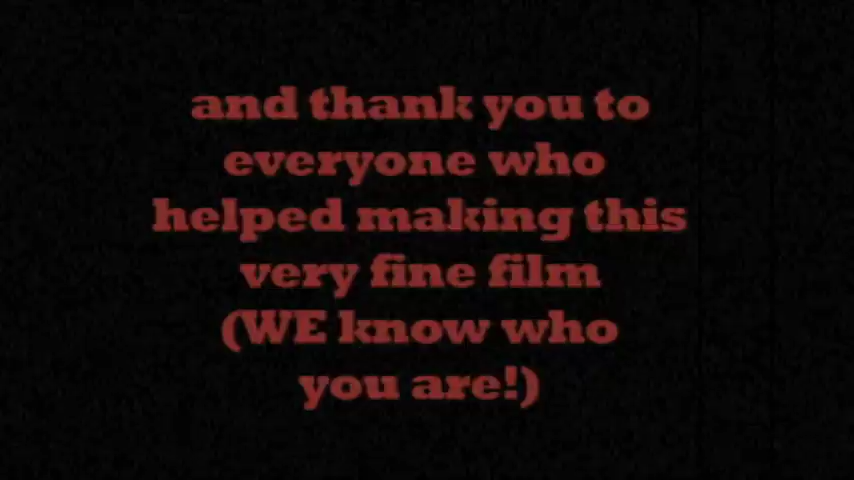 and thank you to
everyone who
helped making this
very fine film
(WE know who
you are!)